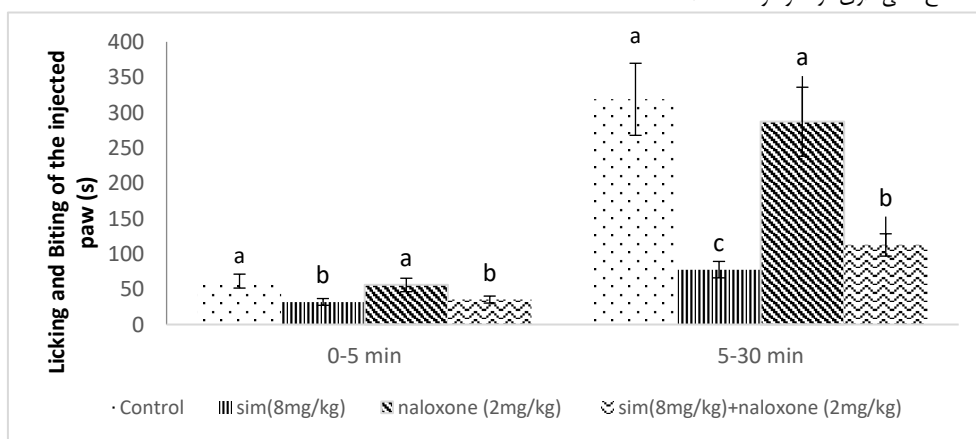 400
350
300
250
200
150
100
50
0
Licking and Biting of the injected
paw (s)
a
b
a
b
a
c
a
b
0-5 min
5-30 min
Control
sim(8mg/kg)
naloxone (2mg/kg)
sim(8mg/kg)+naloxone (2mg/kg)